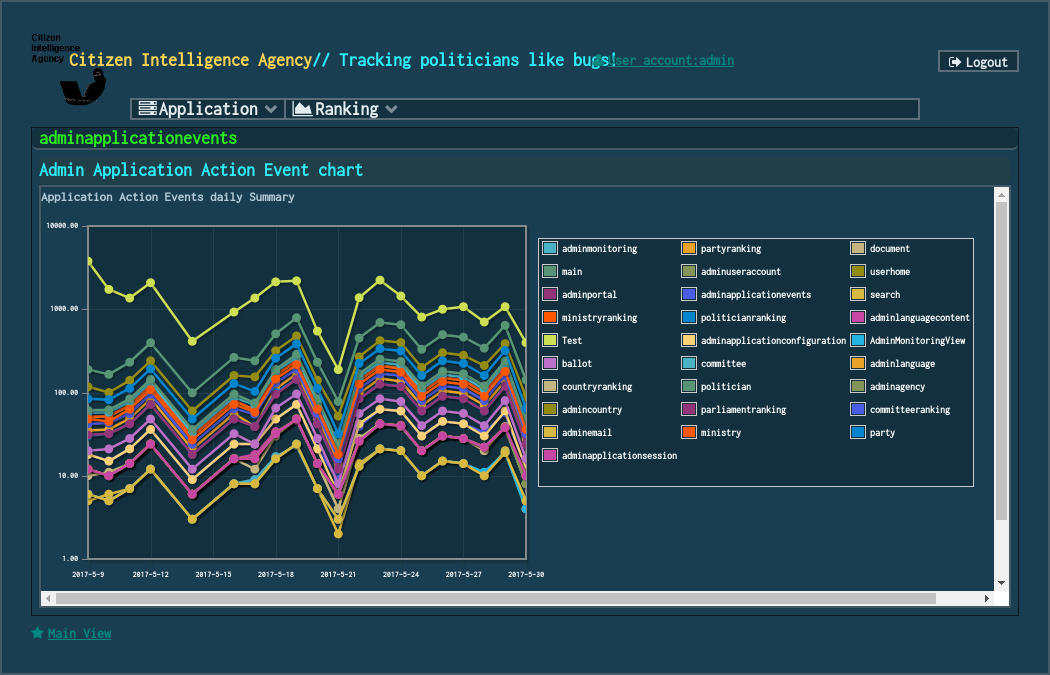 Citizen
Intelligence
Agency
Citizen Intelligence Agency// Tracking politicians like bugs!
User account:admin
Logout
Application
Ranking
adminapplicationevents
Admin Application Action Event chart
Application Action Events daily Summary
10000.00
1000.00
100.00
10.00
1.00
2017-5-9 2017-5-12 2017-5-15 2017-5-18 2017-5-21 2017-5-24 2017-5-27 2017-5-30
adminmonitoring partyranking document
main adminuseraccount userhome
adminportal adminapplicationevents search
ministryranking politicianranking adminlanguagecontent
Test adminapplicationconfiguration AdminMonitoringView
ballot committee adminlanguage
countryranking politician adminagency
admincountry parliamentranking committeeranking
adminemail ministry party
adminapplicationsession
Main View